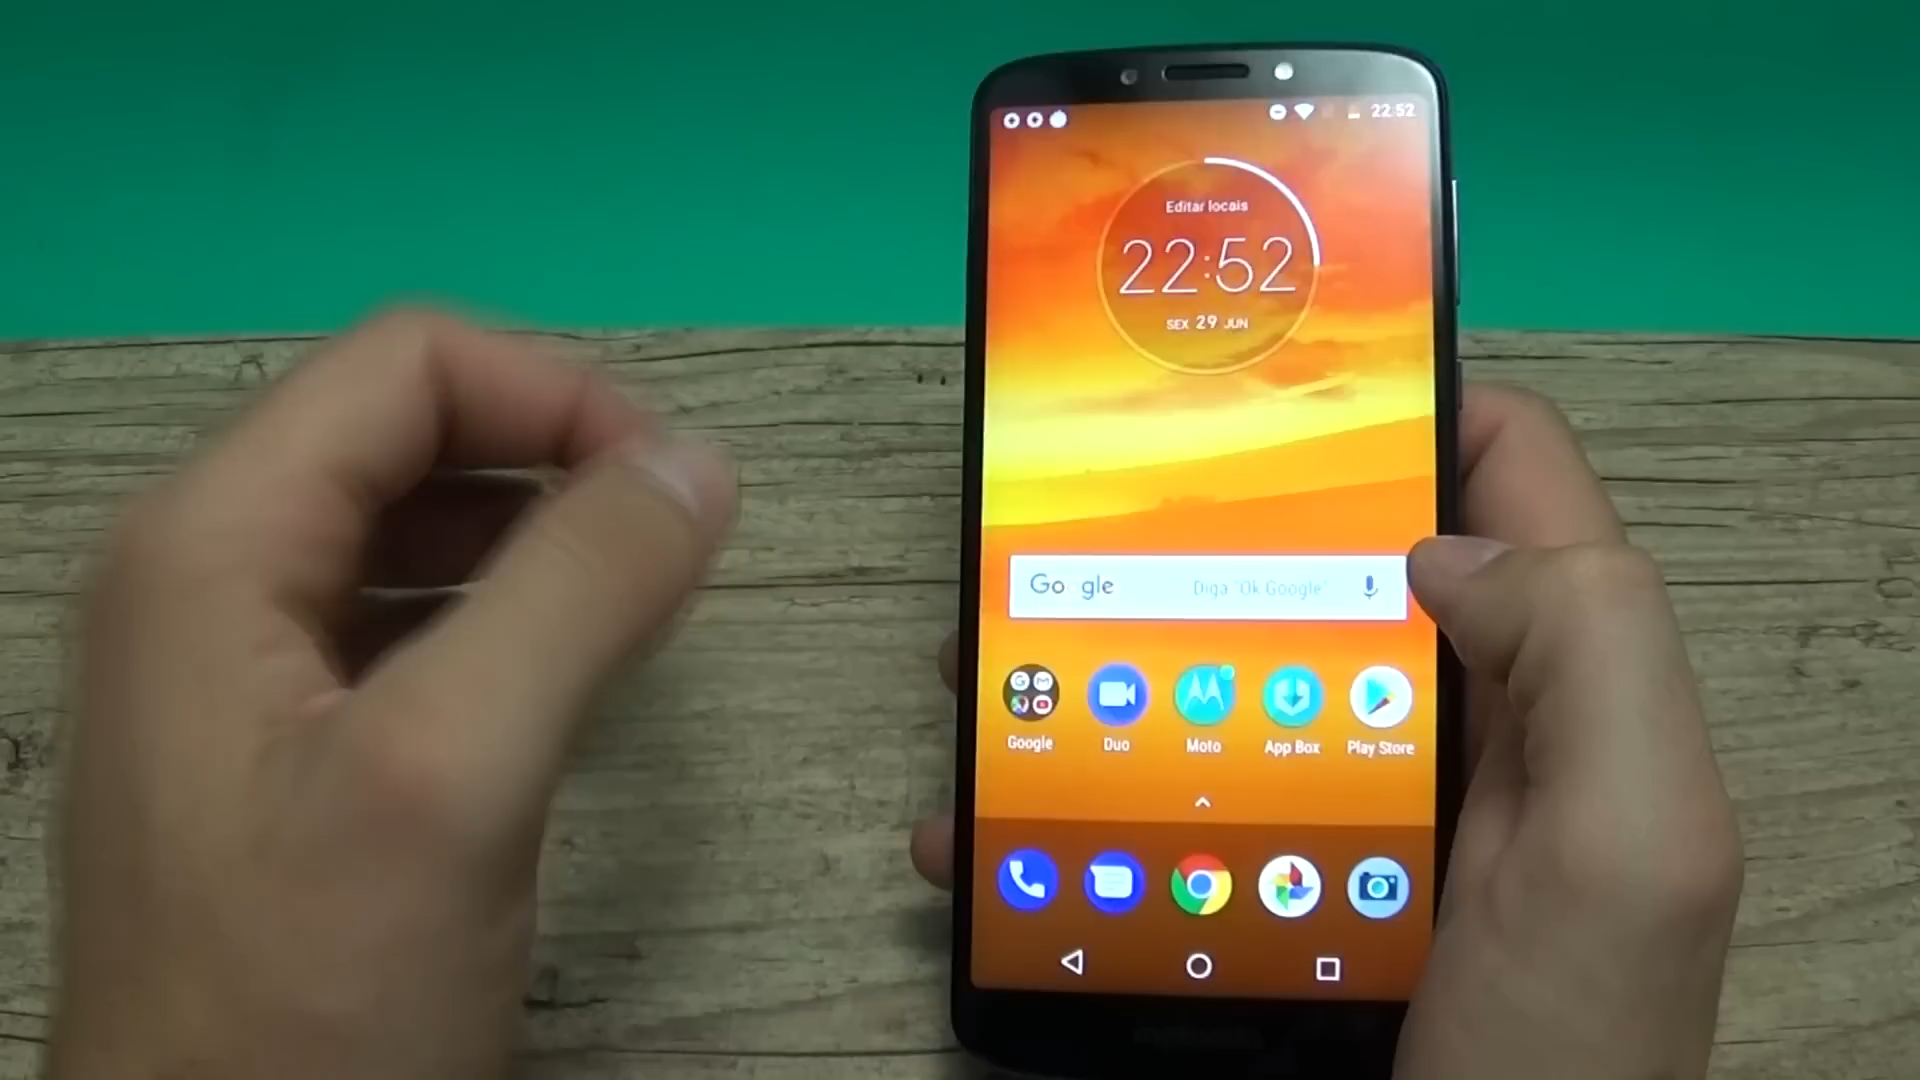 22:52
Editar locais
22:52
SEX 29 JUN
Google Diga "Ok Google"
Google Duo Moto App Box Play Store